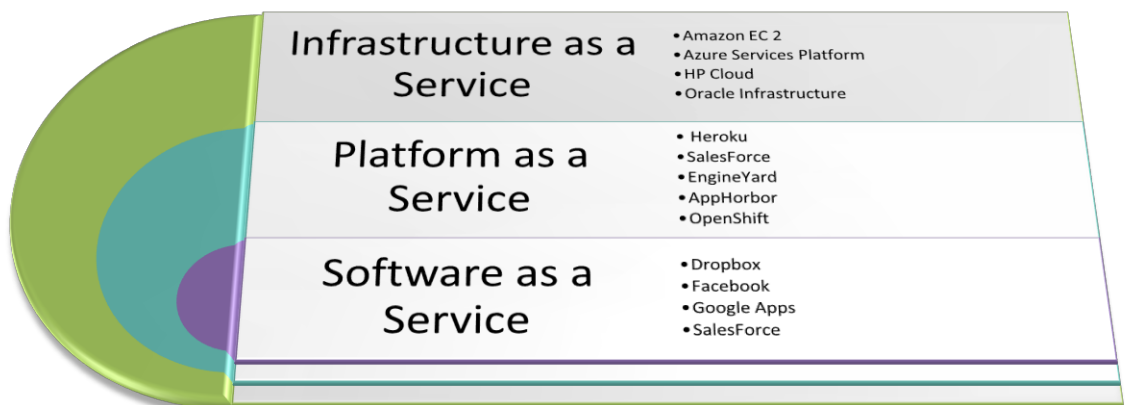 Infrastructure as a
Service
•Amazon EC 2
•Azure Services Platform
•HP Cloud
•Oracle Infrastructure
Platform as a
Service
• Heroku
•SalesForce
•EngineYard
•AppHorbor
•OpenShift
Software as a
Service
•Dropbox
•Facebook
•Google Apps
•SalesForce